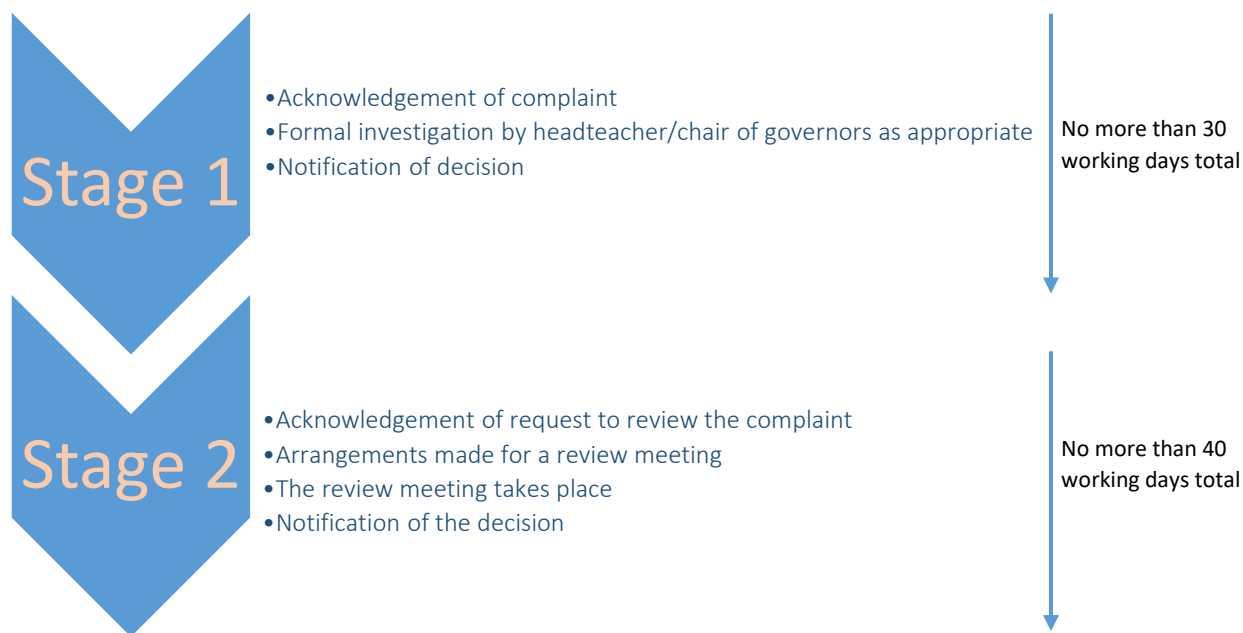 Stage 1
•Acknowledgement of complaint
•Formal investigation by headteacher/chair of governors as appropriate
•Notification of decision
No more than 30
working days total
Stage 2
•Acknowledgement of request to review the complaint
•Arrangements made for a review meeting
•The review meeting takes place
•Notification of the decision
No more than 40
working days total